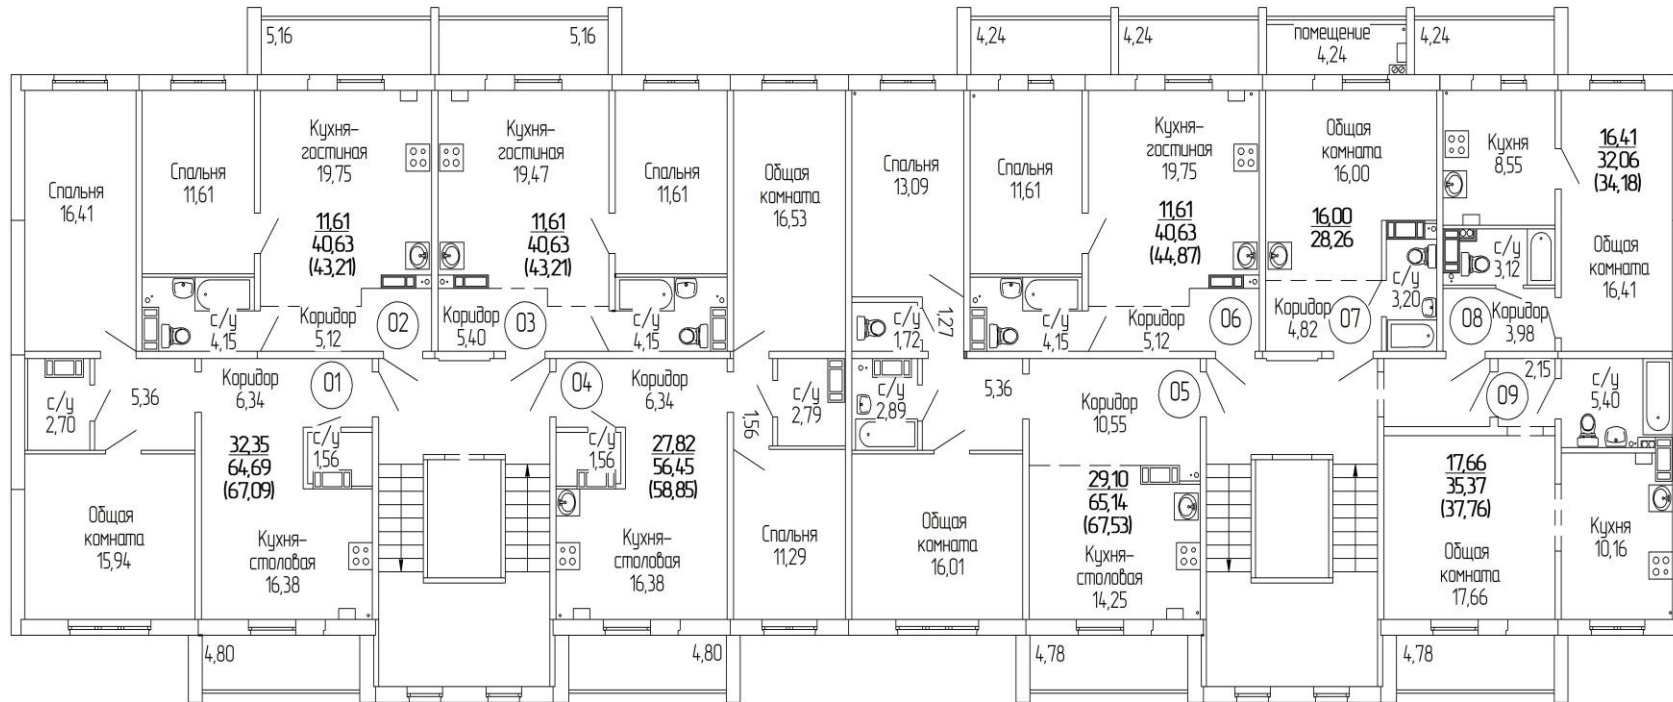 5,16
5,16
4,24
4,24
помещение
4,24
4,24
Спальня
16,41
Спальня
11,61
Кухня-
гостиная
19,75
11,61
40,63
(43,21)
Кухня-
гостиная
19,47
11,61
40,63
(43,21)
Спальня
11,61
Общая
комната
16,53
Спальня
13,09
Спальня
11,61
Кухня-
гостиная
19,75
11,61
40,63
(44,87)
Общая
комната
16,00
16,00
28,26
Кухня
8,55
16,41
32,06
(34,18)
Общая
комната
16,41
с/у
4,15
Коридор
5,12
02
Коридор
5,40
03
с/у
4,15
с/у
1,72
1,27
с/у
4,15
Коридор
5,12
06
Коридор
4,82
07
с/у
3,20
с/у
3,12
08
Коридор
3,98
с/у
2,70
5,36
Коридор
6,34
01
04
Коридор
6,34
1,56
с/у
2,79
с/у
2,89
5,36
Коридор
10,55
05
09
2,15
с/у
5,40
32,35
64,69
(67,09)
с/у
1,56
с/у
1,56
27,82
56,45
(58,85)
29,10
65,14
(67,53)
17,66
35,37
(37,76)
Общая
комната
15,94
Кухня-
столовая
16,38
Кухня-
столовая
16,38
Спальня
11,29
Общая
комната
16,01
Кухня-
столовая
14,25
Общая
комната
17,66
Кухня
10,16
4,80
4,80
4,78
4,78